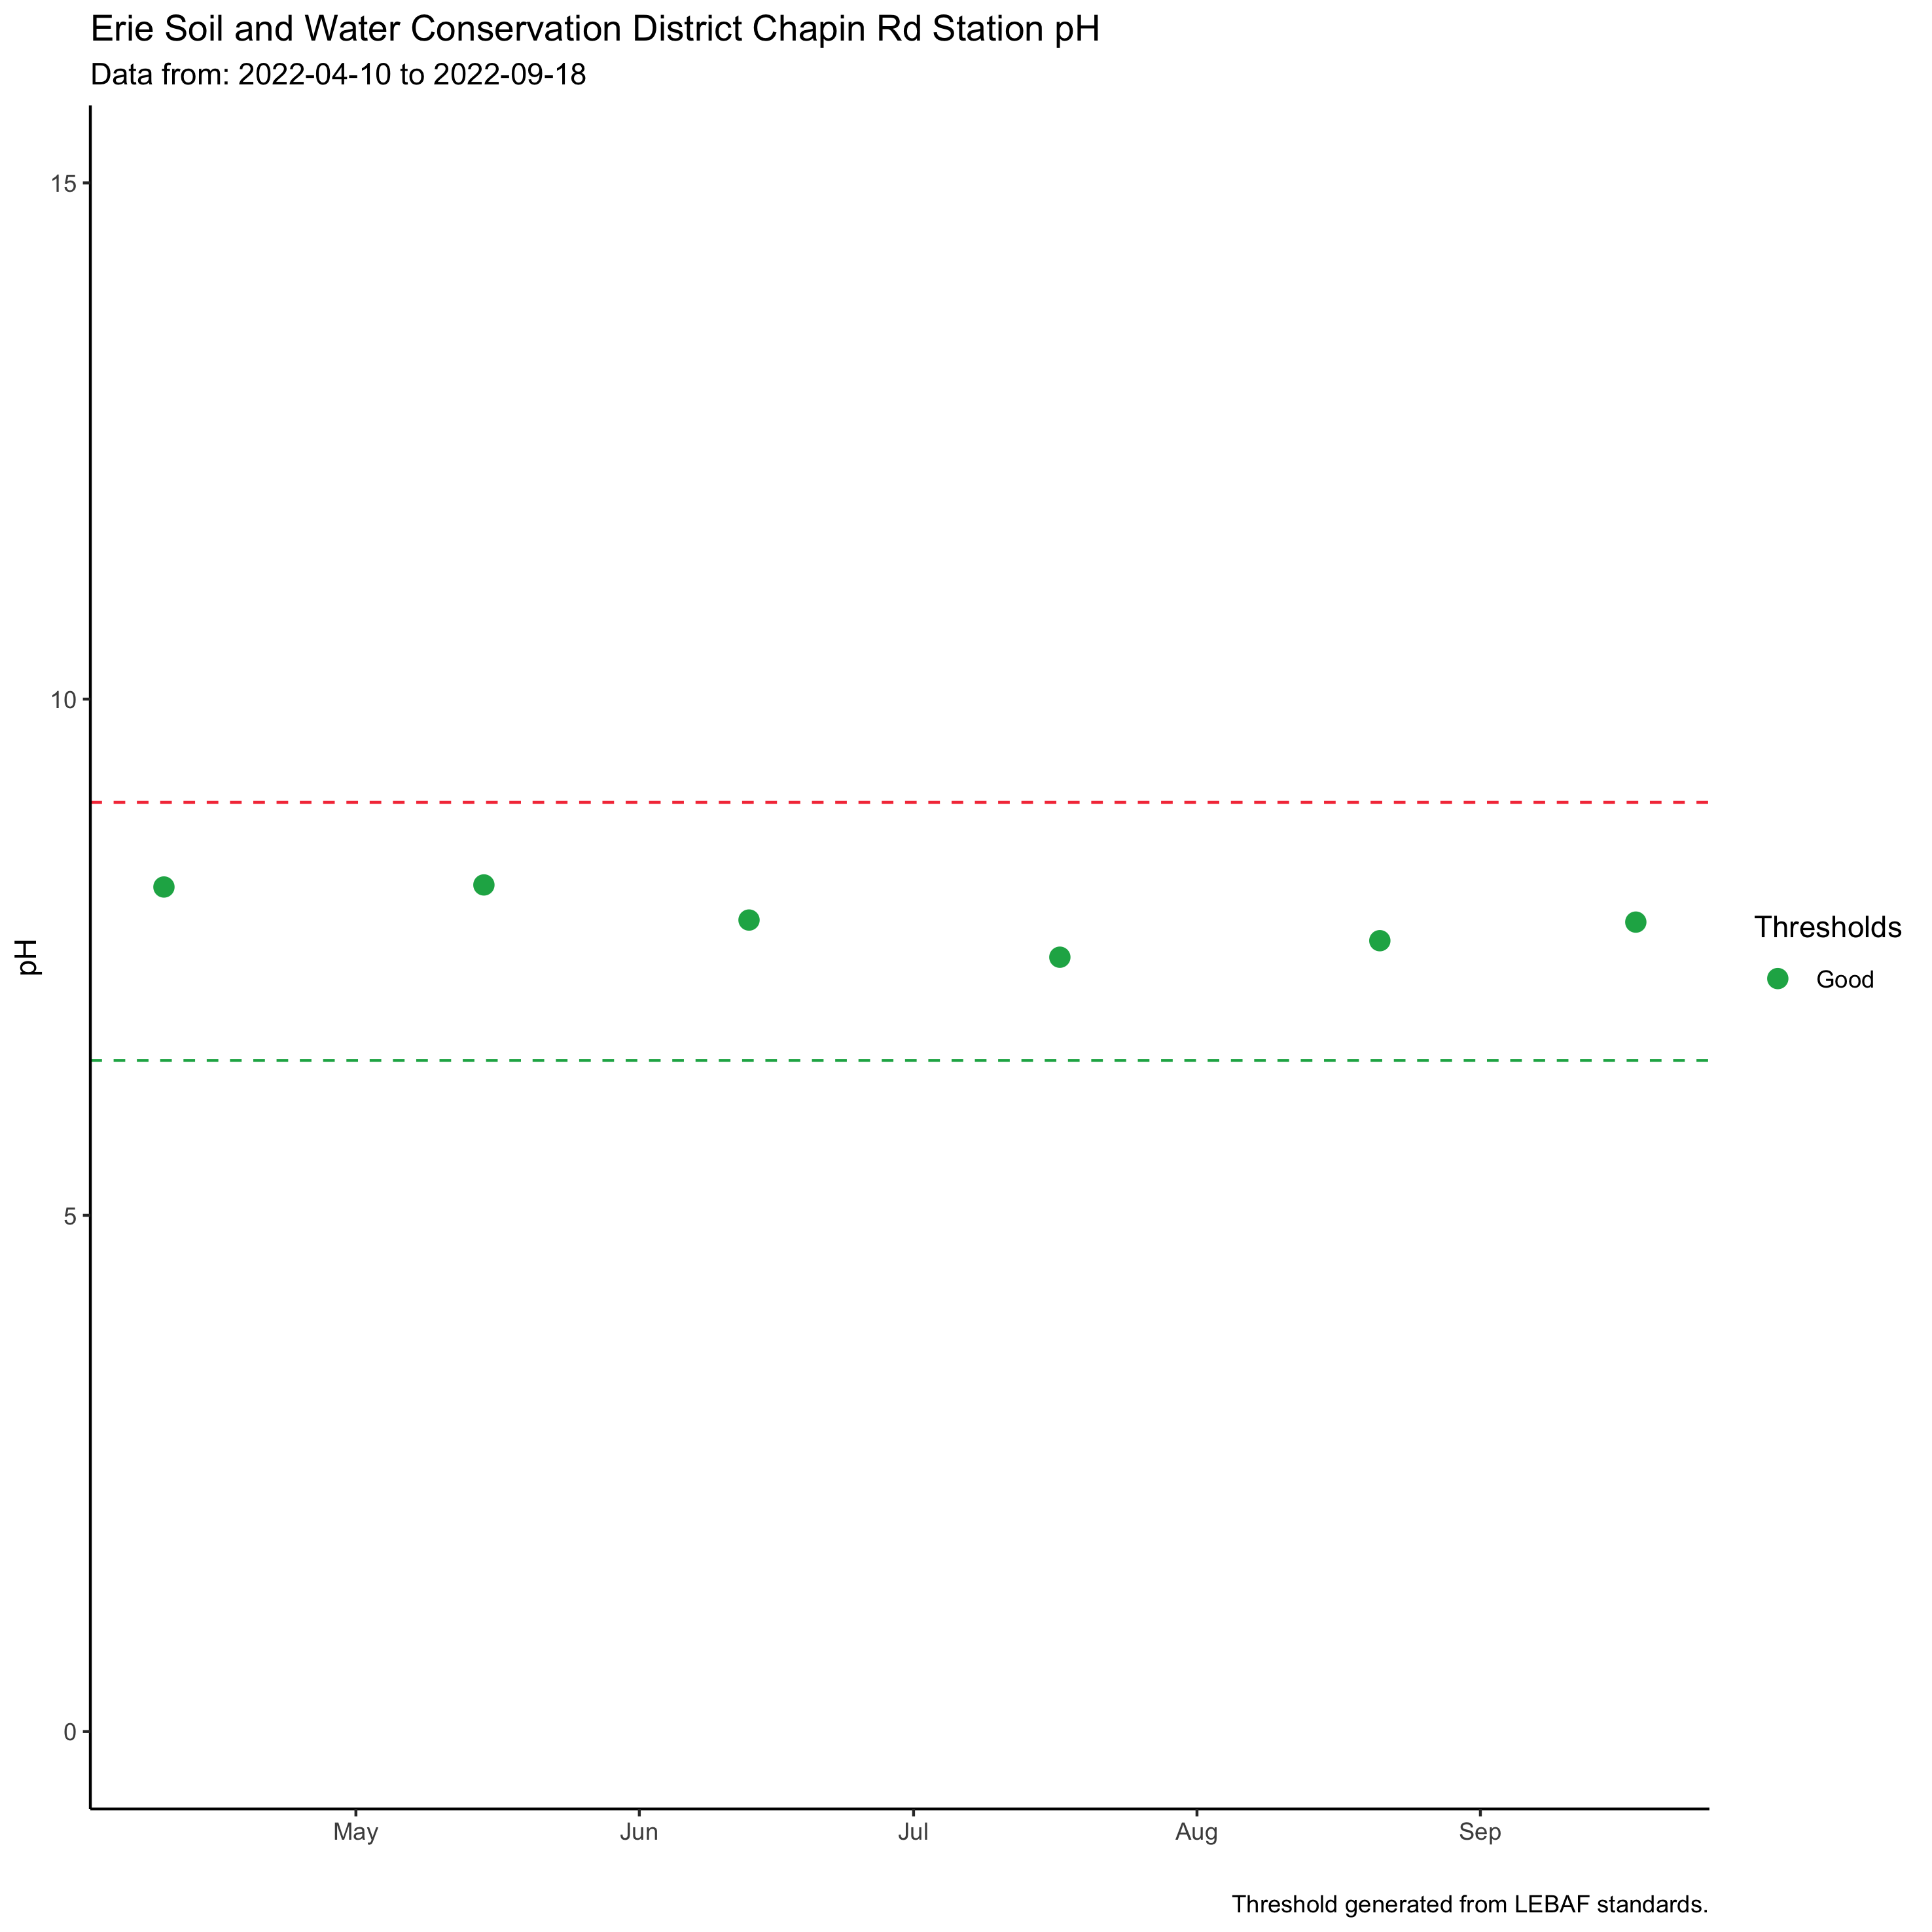 Erie Soil and Water Conservation District Chapin Rd Station pH
Data from: 2022-04-10 to 2022-09-18
15
10
5
0
pH
May Jun Jul Aug Sep
Thresholds
Good
Threshold generated from LEBAF standards.